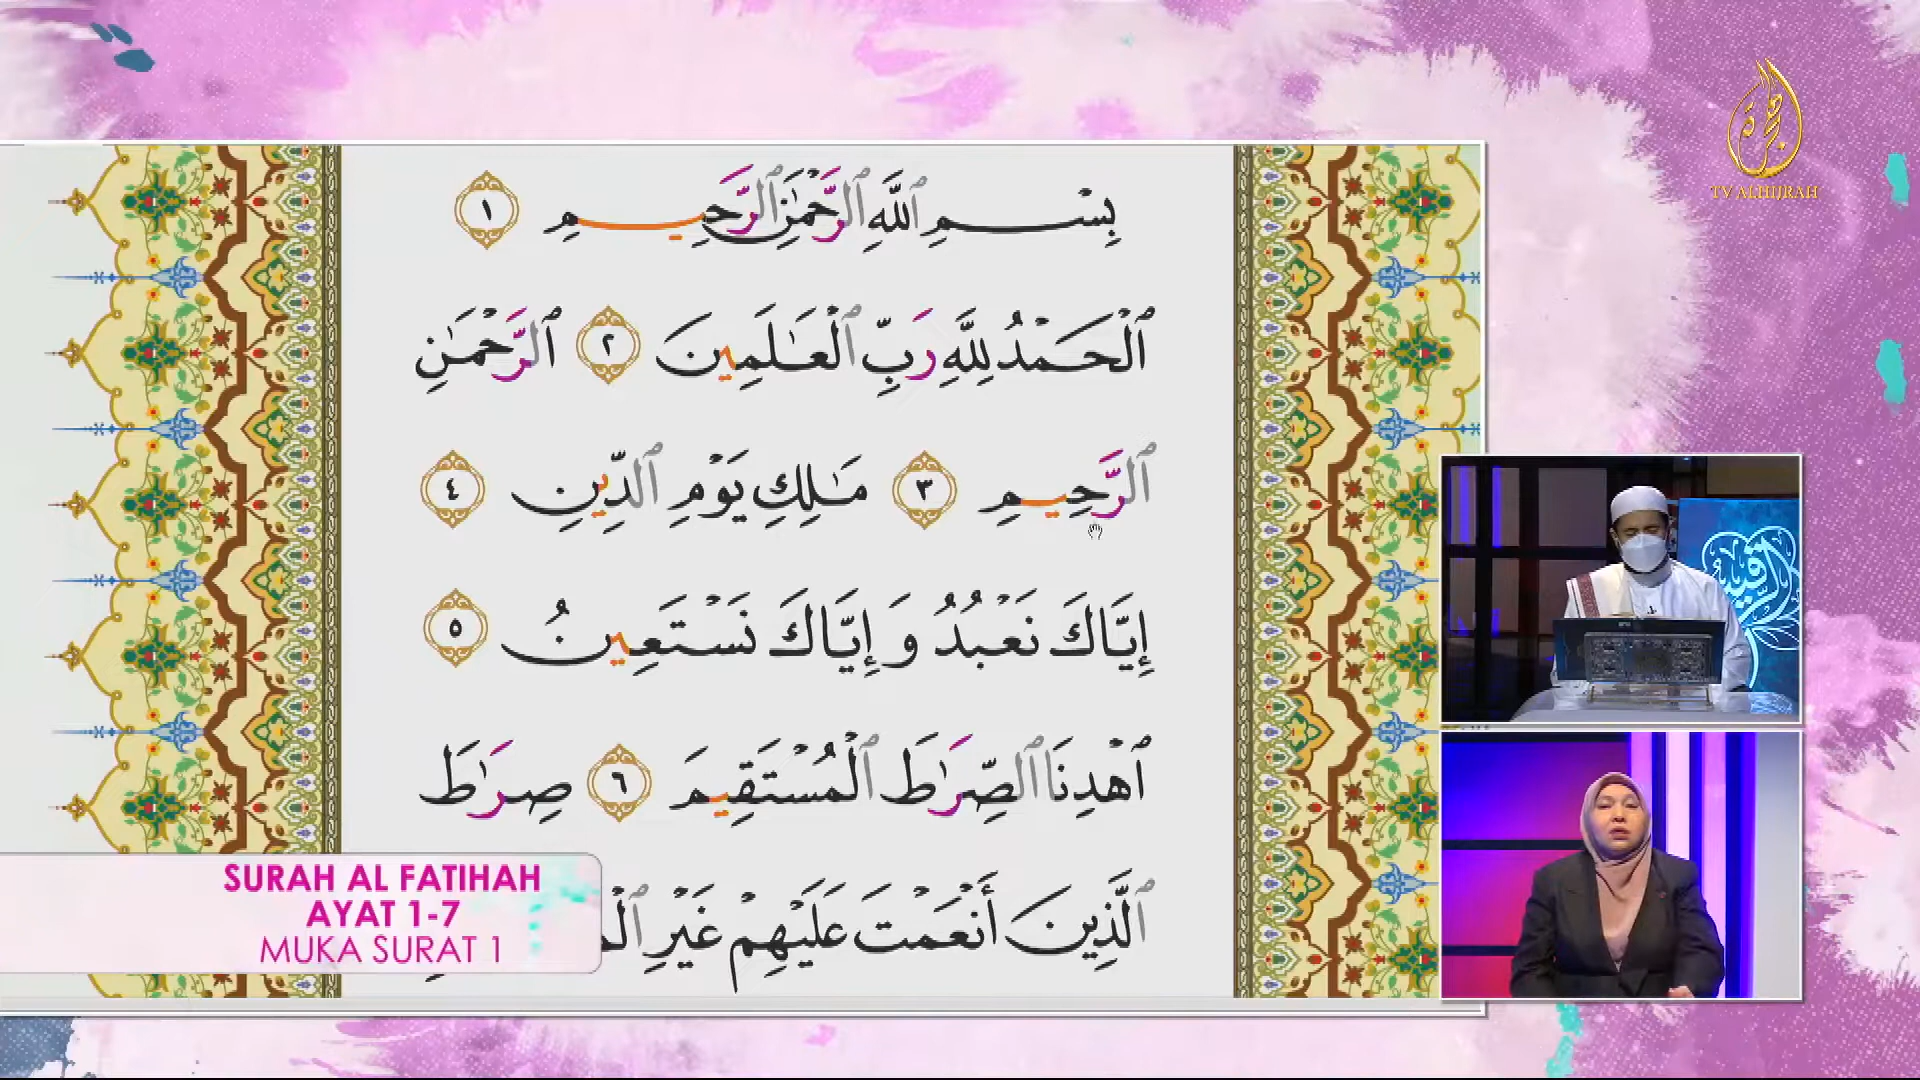 بِسْمِ ٱللَّهِ ٱلرَّحْمَٰنِ ٱلرَّحِيمِ ١
ٱلْحَمْدُ لِلَّهِ رَبِّ ٱلْعَٰلَمِينَ ٢ ٱلرَّحْمَٰنِ
ٱلرَّحِيمِ ٣ مَٰلِكِ يَوْمِ ٱلدِّينِ ٤
إِيَّاكَ نَعْبُدُ وَإِيَّاكَ نَسْتَعِينُ ٥
ٱهْدِنَا ٱلصِّرَٰطَ ٱلْمُسْتَقِيمَ ٦ صِرَٰطَ
ٱلَّذِينَ أَنْعَمْتَ عَلَيْهِمْ غَيْرِ
SURAH AL FATIHAH
AYAT 1-7
MUKA SURAT 1
TV ALHIJRAH